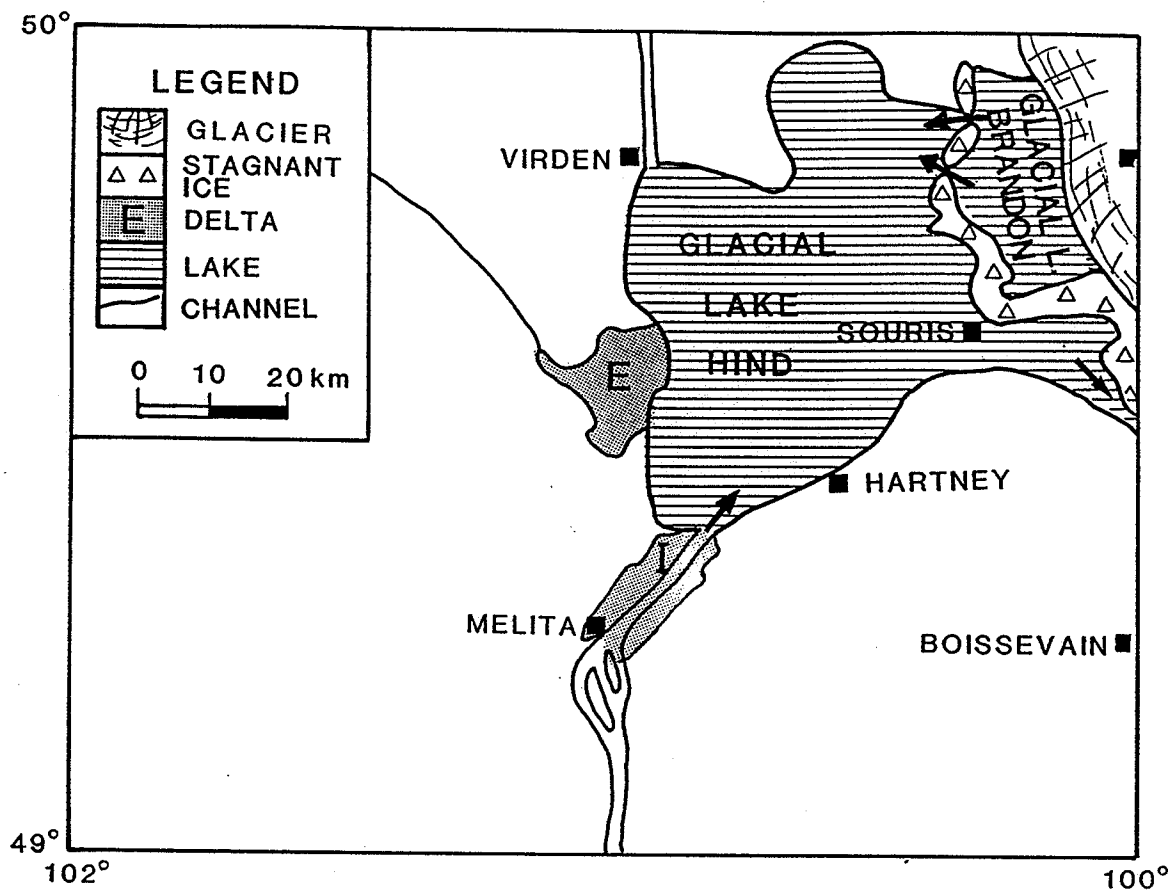 50°
LEGEND
GLACIER
STAGNANT
ICE
E
DELTA
LAKE
CHANNEL
0 10 20 km
VIRDEN
GLACIAL L.
BRANDON
GLACIAL
LAKE
HIND
SOURIS
E
HARTNEY
I
MELITA
BOISSEVAIN
49°
102°
100°